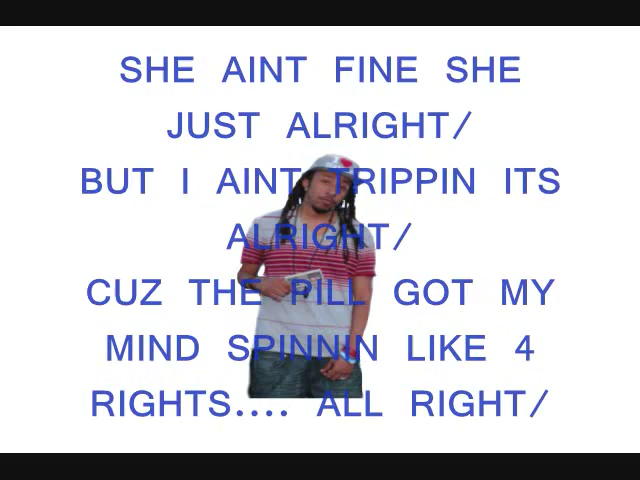 SHE AINT FINE SHE
JUST ALRIGHT/
BUT I AINT TRIPPIN ITS
ALRIGHT/
CUZ THE PILL GOT MY
MIND SPINNIN LIKE 4
RIGHTS.... ALL RIGHT/